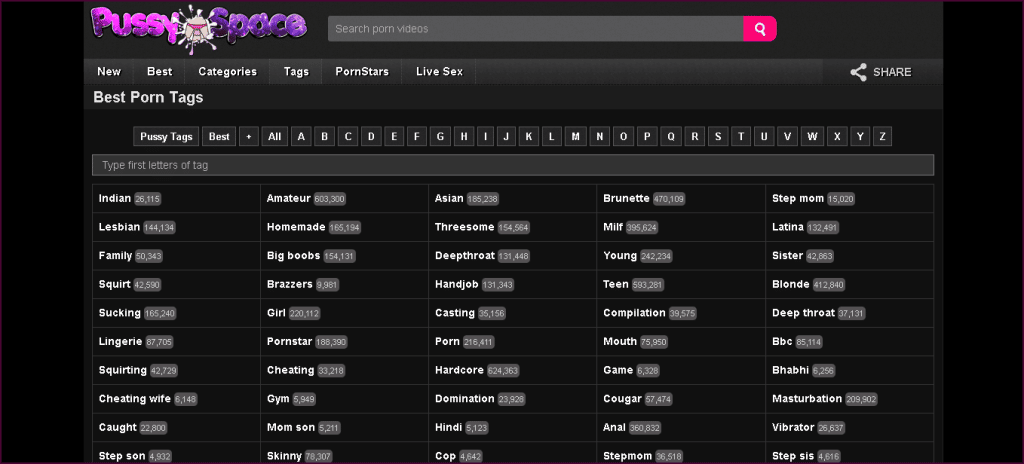 Pussy Space
Search porn videos
New Best Categories Tags PornStars Live Sex SHARE
Best Porn Tags
Pussy Tags Best + All A B C D E F G H I J K L M N O P Q R S T U V W X Y Z
Type first letters of tag
Indian 26,115 Amateur 603,300 Asian 185,238 Brunette 470,109 Step mom 15,020
Lesbian 144,134 Homemade 165,194 Threesome 154,564 Milf 395,624 Latina 132,491
Family 50,343 Big boobs 154,131 Deepthroat 131,448 Young 242,234 Sister 42,863
Squirt 42,590 Brazzers 9,981 Handjob 131,343 Teen 593,281 Blonde 412,840
Sucking 165,240 Girl 220,112 Casting 35,156 Compilation 39,575 Deep throat 37,131
Lingerie 87,705 Pornstar 188,390 Porn 216,411 Mouth 75,950 Bbc 85,114
Squirting 42,729 Cheating 33,218 Hardcore 624,363 Game 6,328 Bhabhi 6,256
Cheating wife 6,148 Gym 5,949 Domination 23,928 Cougar 57,474 Masturbation 209,902
Caught 22,800 Mom son 5,211 Hindi 5,123 Anal 360,832 Vibrator 26,637
Step son 4,932 Skinny 78,307 Cop 4,642 Stepmom 36,518 Step sis 4,616